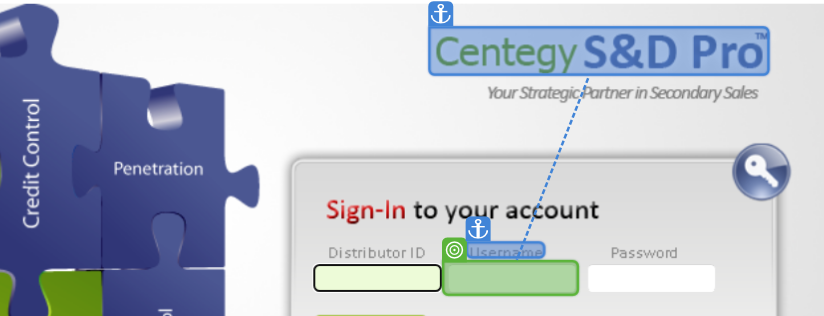 Centegy S&D Pro™
Your Strategic Partner in Secondary Sales
Credit Control
Penetration
Sign-In to your account
Distributor ID Username Password